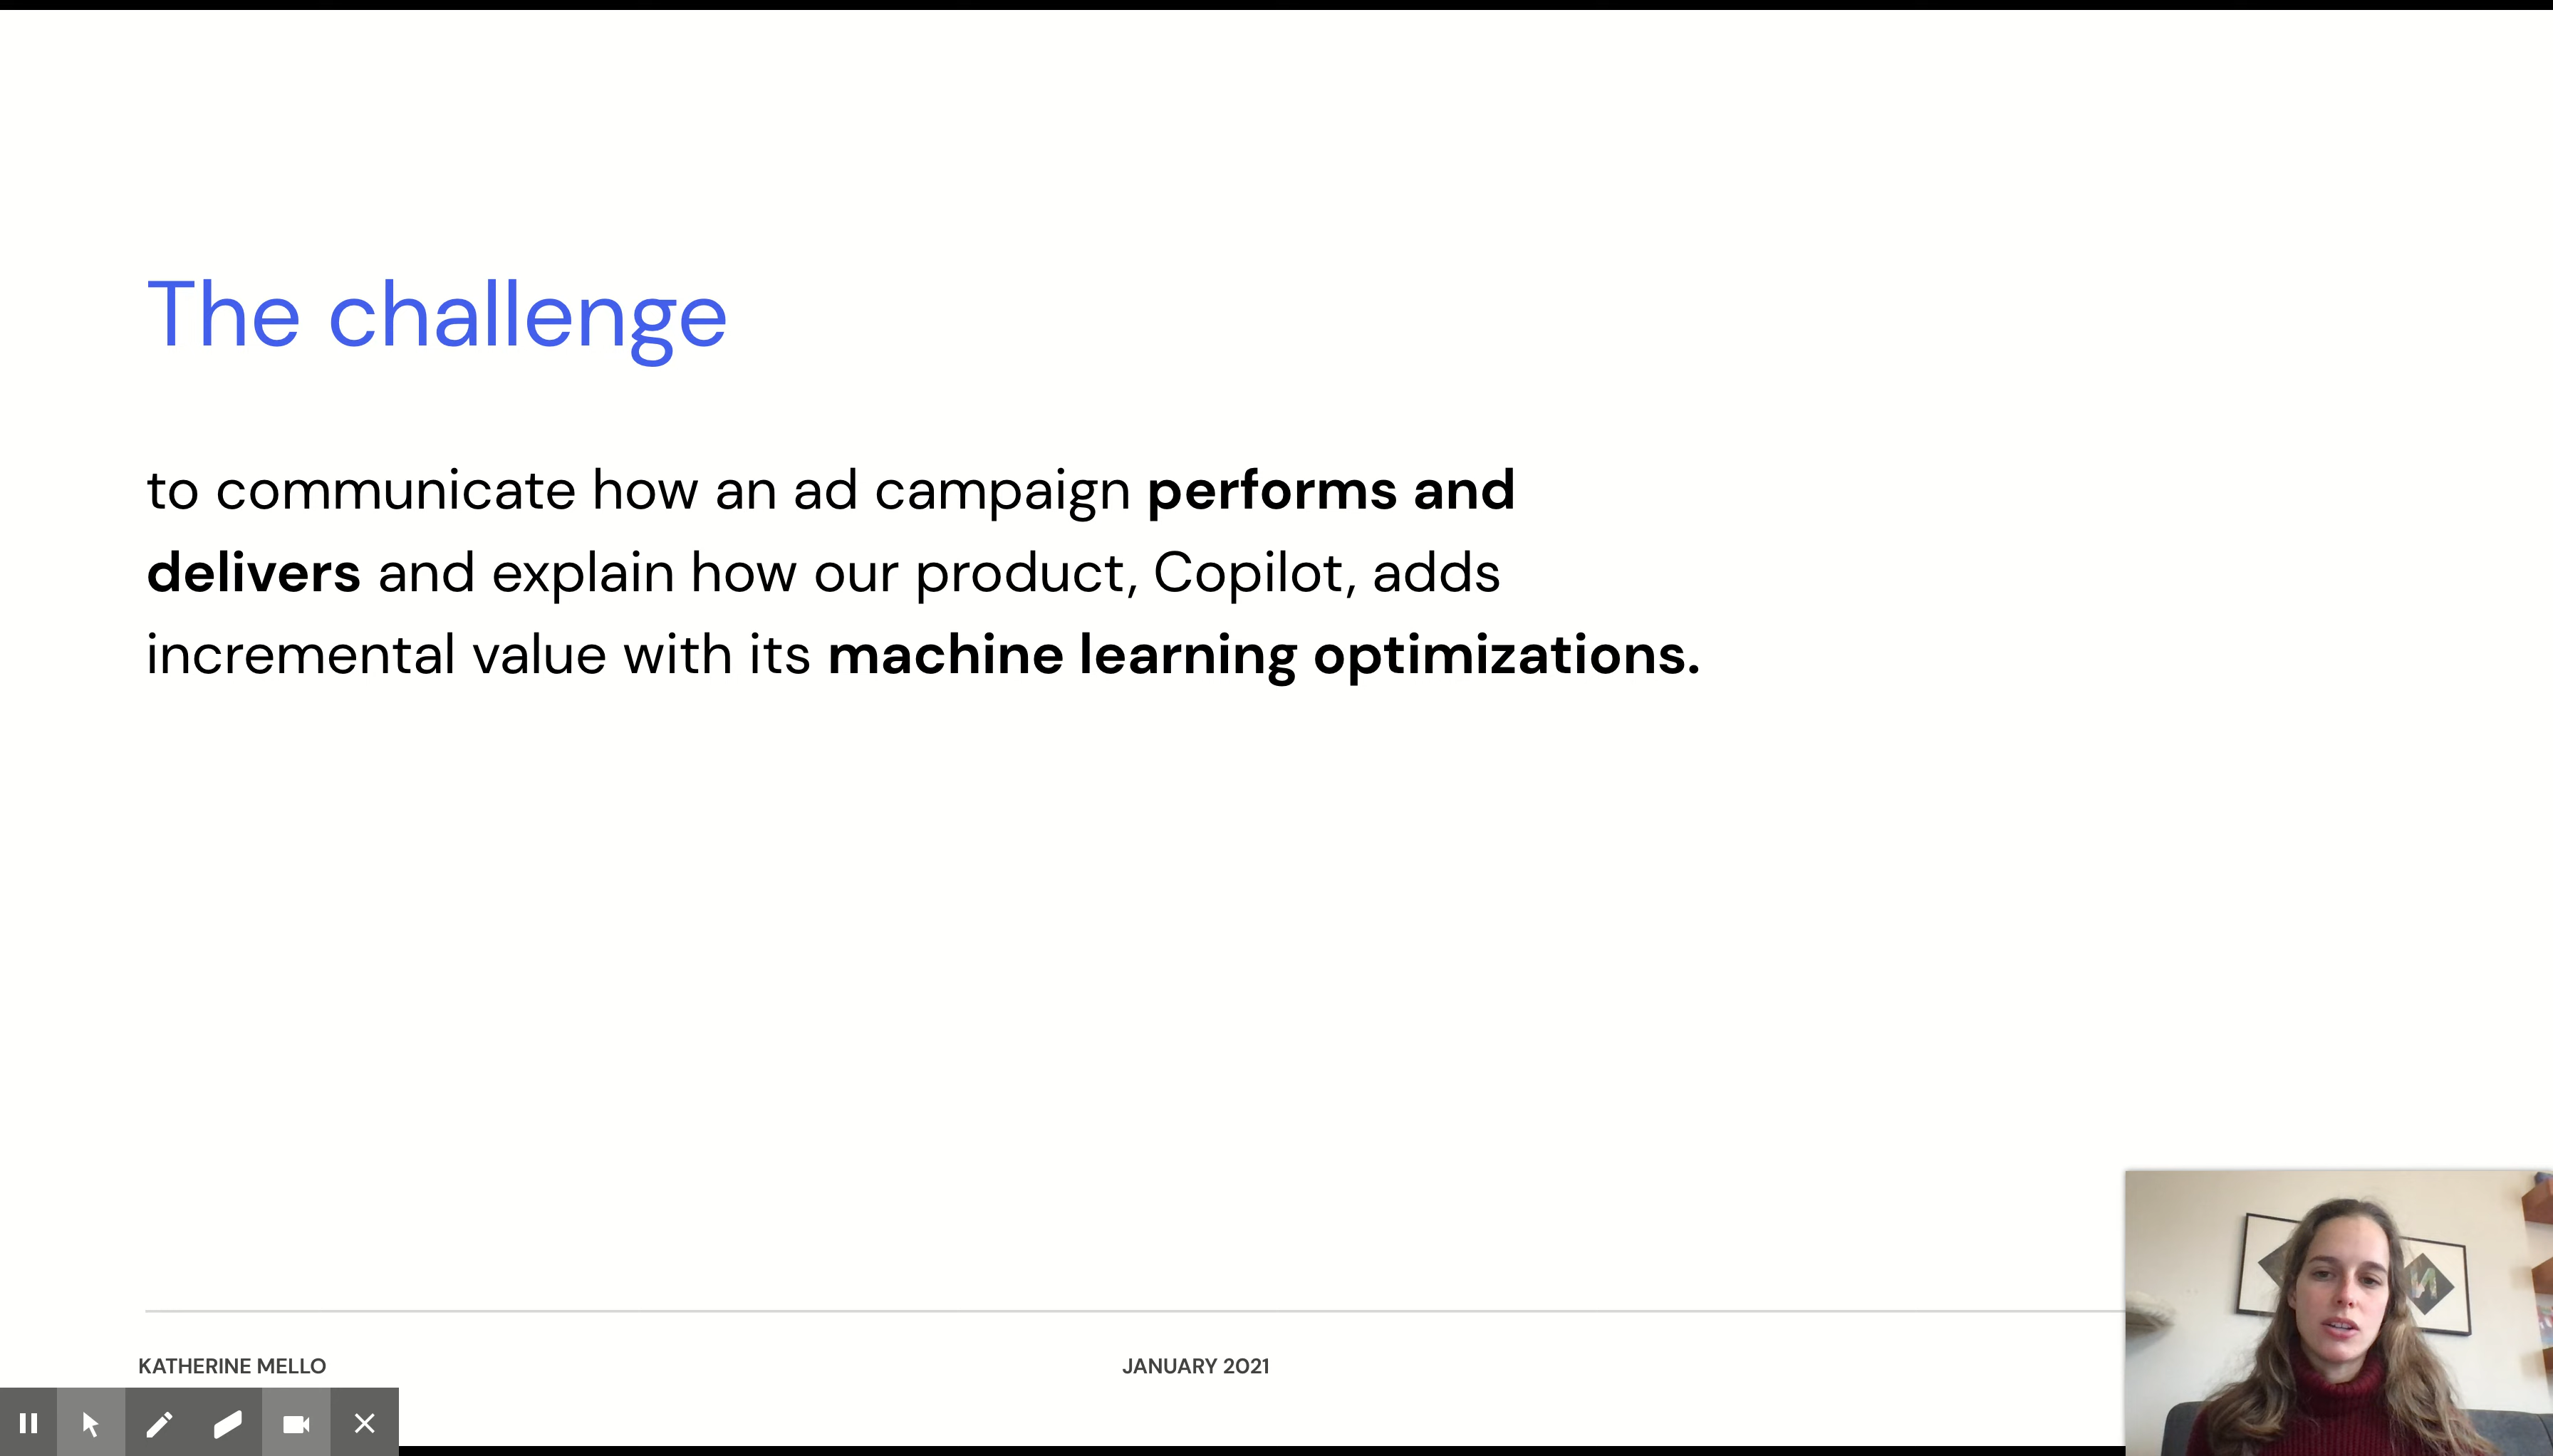 The challenge
to communicate how an ad campaign performs and
delivers and explain how our product, Copilot, adds
incremental value with its machine learning optimizations.
KATHERINE MELLO
JANUARY 2021